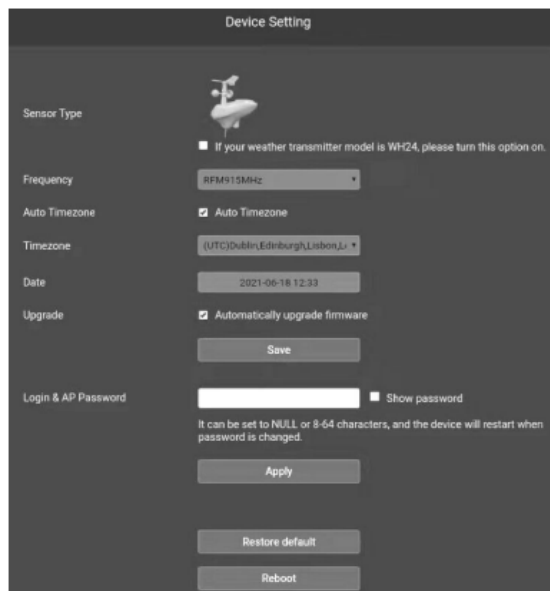 Device Setting
Sensor Type
If your weather transmitter model is WH24, please turn this option on.
Frequency
RFM915MHz
Auto Timezone
Auto Timezone
Timezone
(UTC)Dublin,Edinburgh,Lisbon,L
Date
2021-06-18 12:33
Upgrade
Automatically upgrade firmware
Save
Login & AP Password
Show password
It can be set to NULL or 8-64 characters, and the device will restart when
password is changed.
Apply
Restore default
Reboot